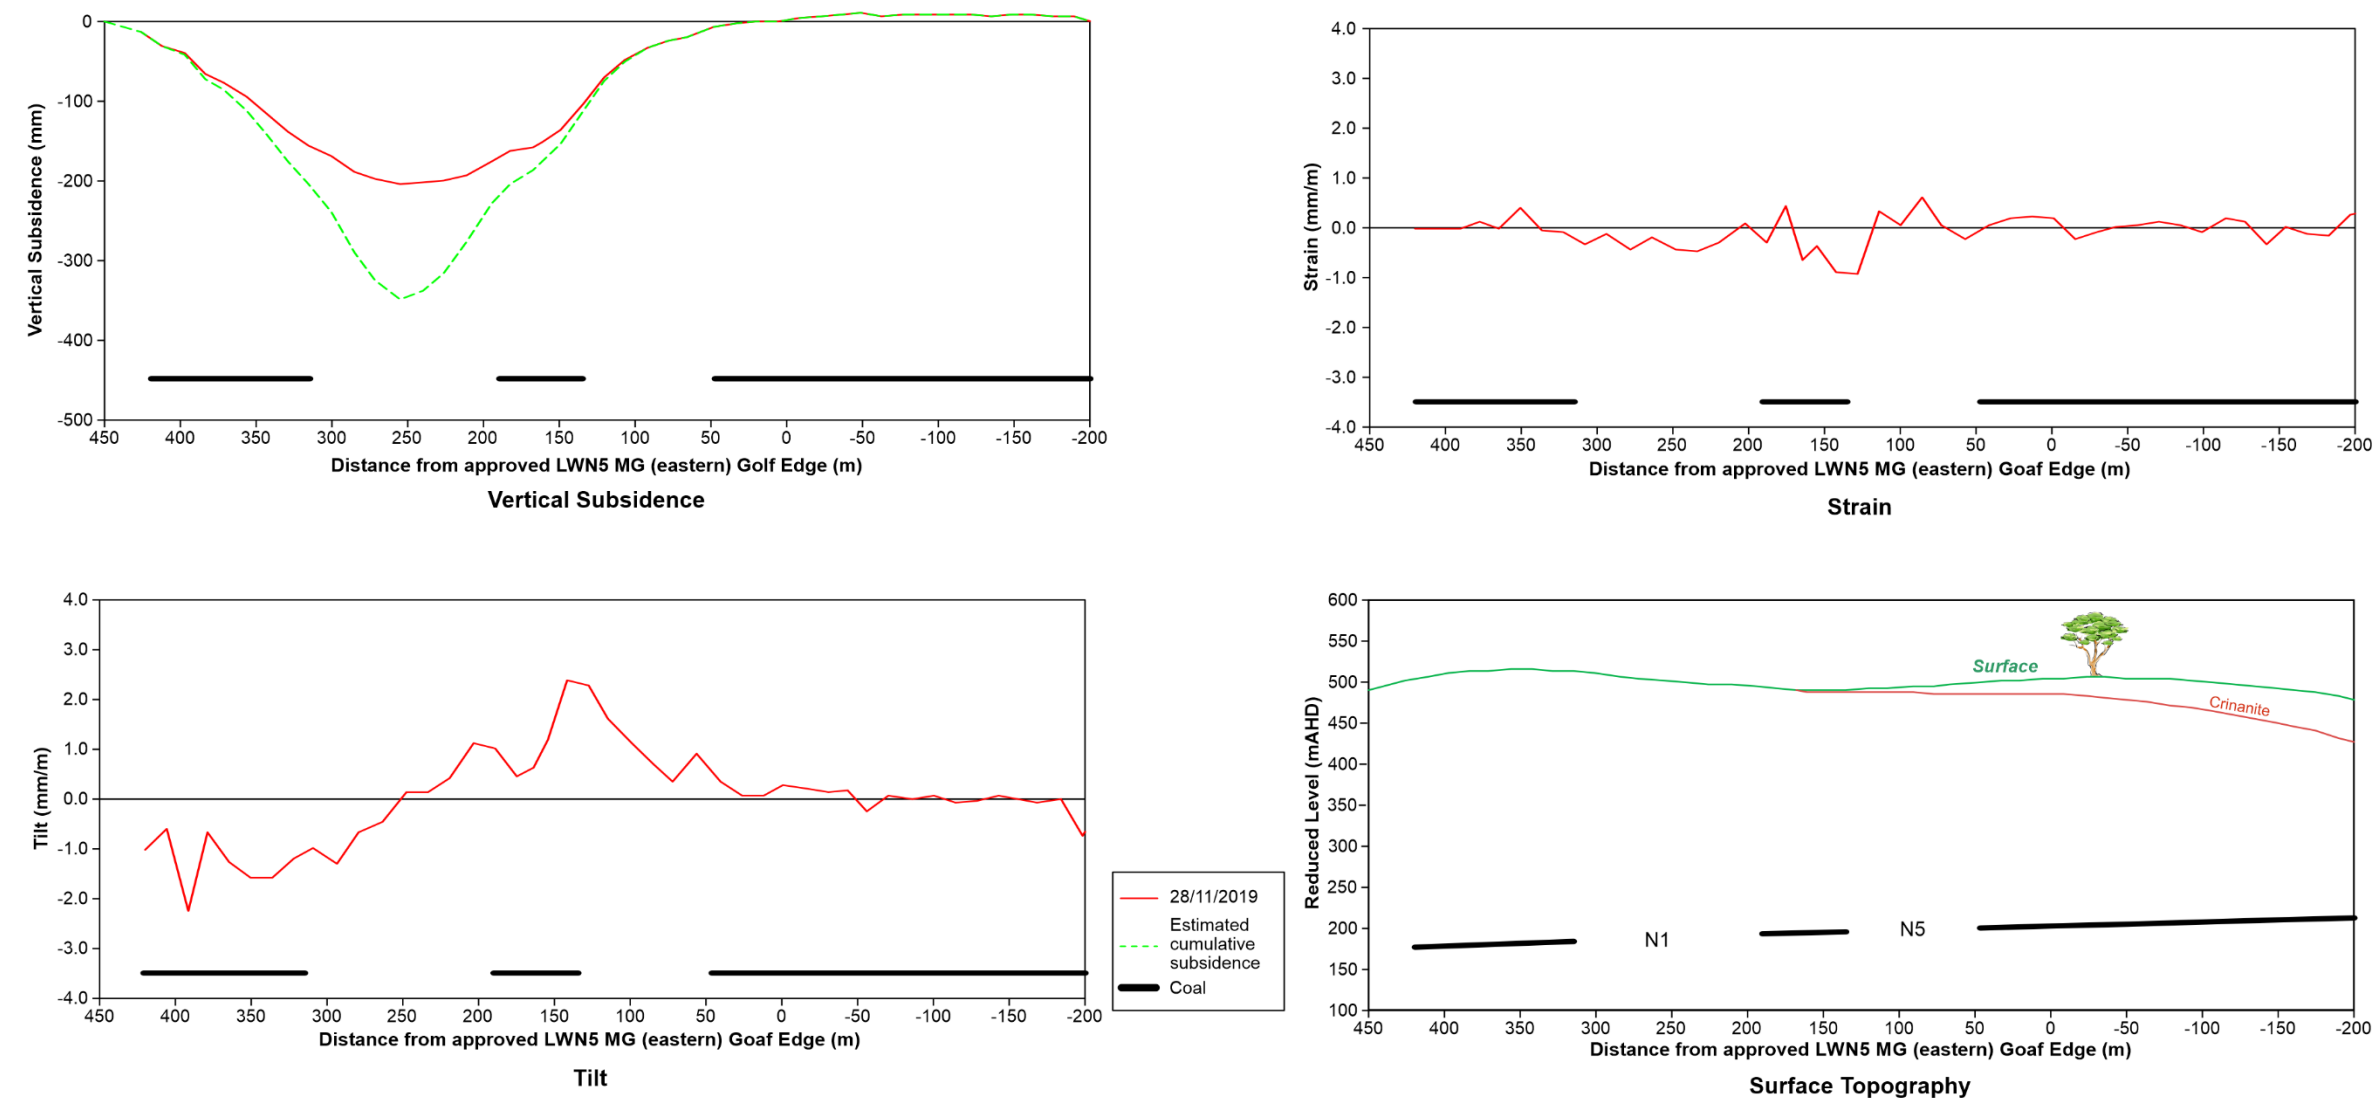 0
-100
-200
-300
-400
-500
Vertical Subsidence (mm)
450 400 350 300 250 200 150 100 50 0 -50 -100 -150 -200
Distance from approved LWN5 MG (eastern) Golf Edge (m)
Vertical Subsidence
4.0
3.0
2.0
1.0
0.0
-1.0
-2.0
-3.0
-4.0
Strain (mm/m)
450 400 350 300 250 200 150 100 50 0 -50 -100 -150 -200
Distance from approved LWN5 MG (eastern) Goaf Edge (m)
Strain
4.0
3.0
2.0
1.0
0.0
-1.0
-2.0
-3.0
-4.0
Tilt (mm/m)
450 400 350 300 250 200 150 100 50 0 -50 -100 -150 -200
Distance from approved LWN5 MG (eastern) Goaf Edge (m)
Tilt
28/11/2019
Estimated
cumulative
subsidence
Coal
600
550
500
450
400
350
300
250
200
150
100
Reduced Level (mAHD)
Surface
Crinanite
N1
N5
450 400 350 300 250 200 150 100 50 0 -50 -100 -150 -200
Distance from approved LWN5 MG (eastern) Goaf Edge (m)
Surface Topography